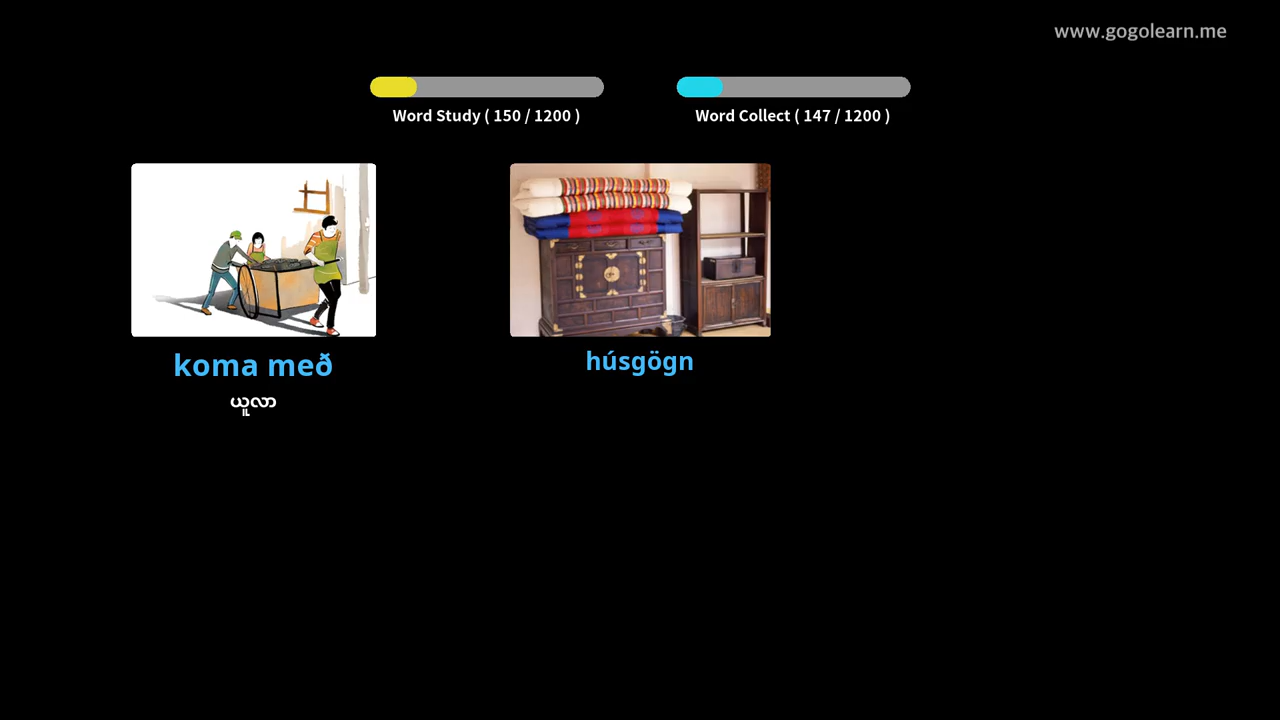 www.gogolearn.me
Word Study ( 150 / 1200 )
Word Collect ( 147 / 1200 )
koma með
ယူလာ
húsgögn